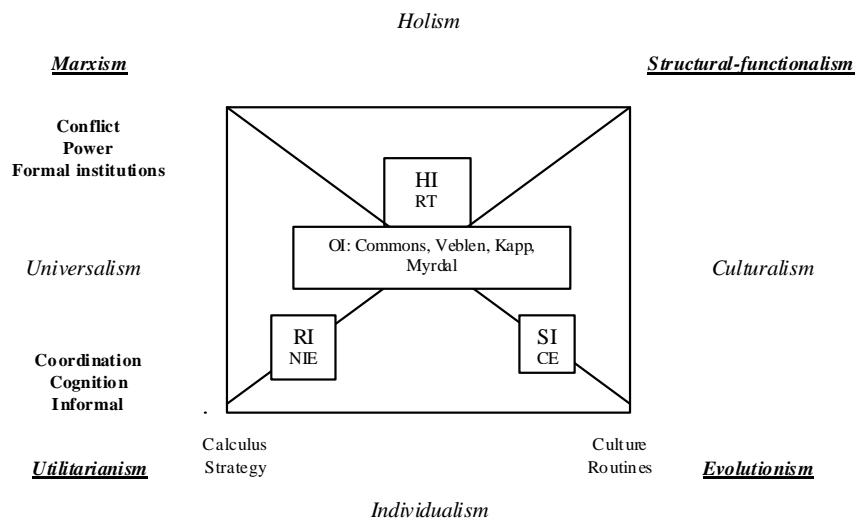 Holism
Marxism
Structural-functionalism
Conflict
Power
Formal institutions
HI
RT
OI: Commons, Veblen, Kapp,
Myrdal
Universalism
Culturalism
RI
NIE
SI
CE
Coordination
Cognition
Informal
.
Calculus
Strategy
Culture
Routines
Utilitarianism
Evolutionism
Individualism